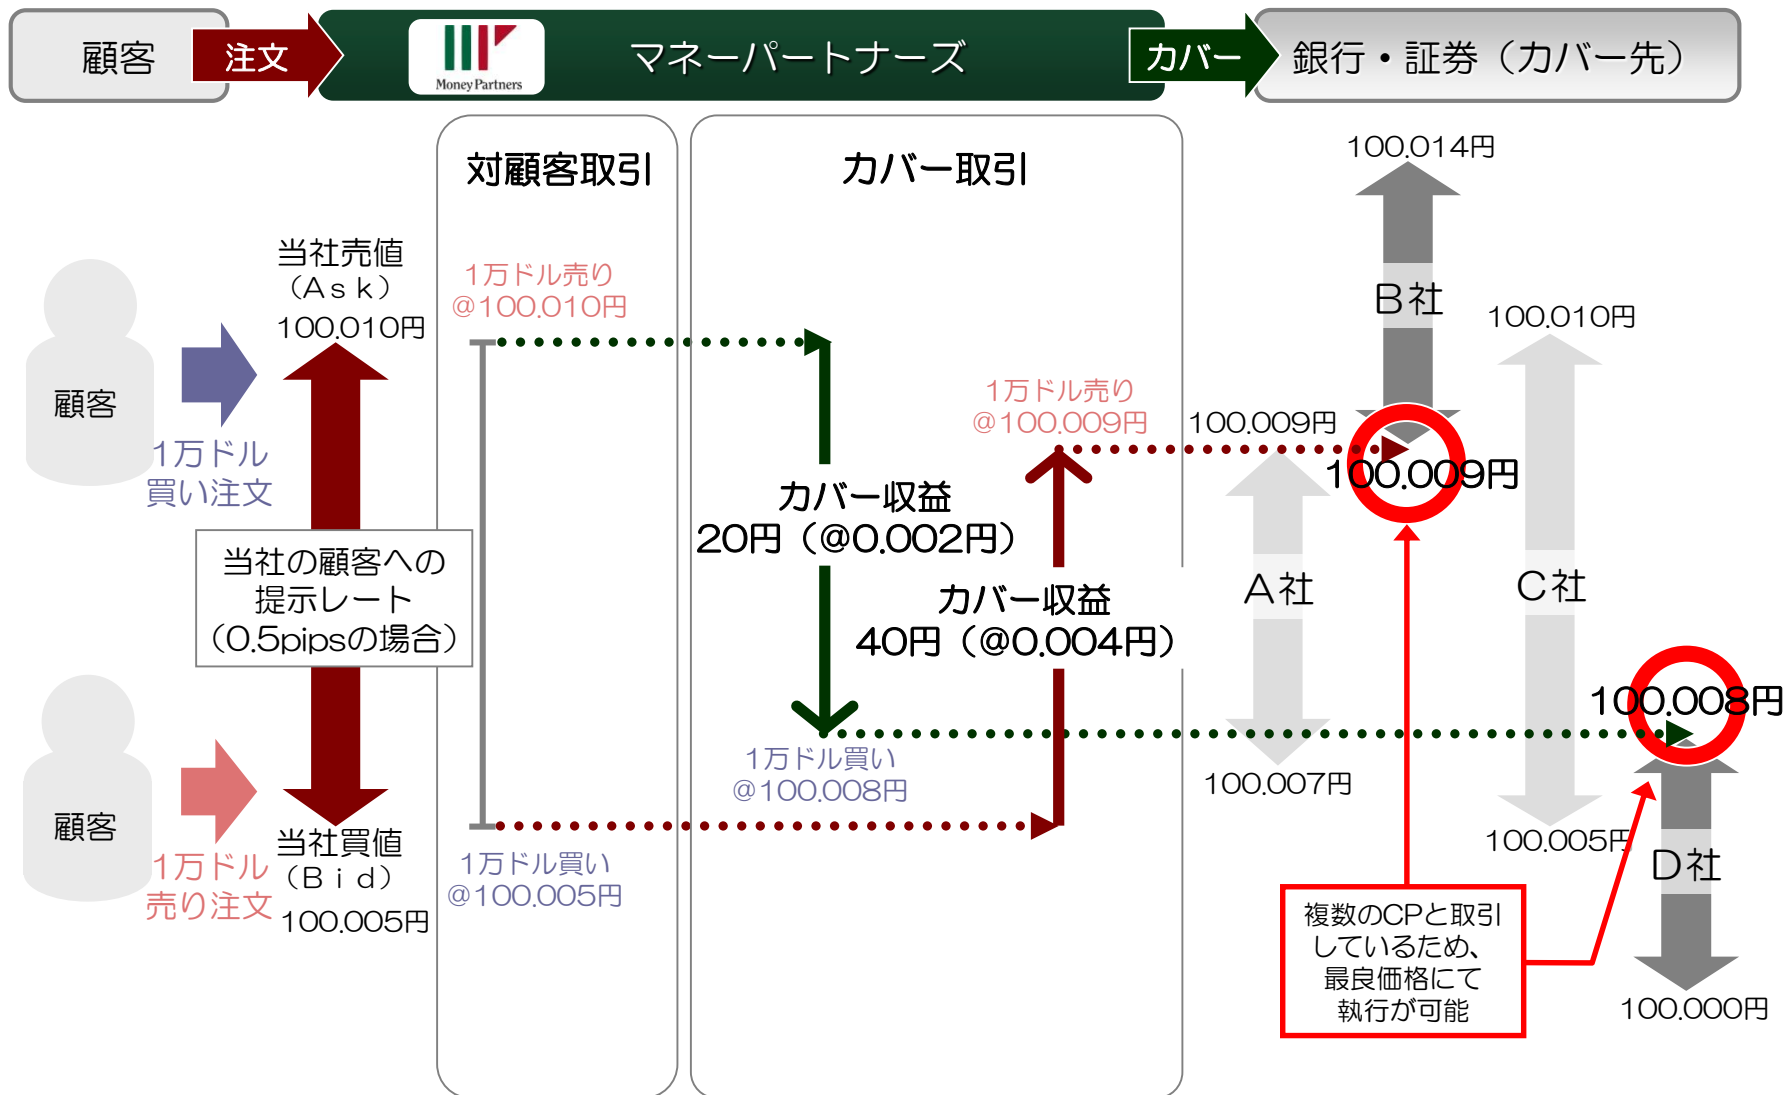 顧客
注文
Money Partners
マネーパートナーズ
カバー
銀行・証券（カバー先）
対顧客取引
カバー取引
当社売値
（Ａｓｋ）
100.010円
顧客
1万ドル
買い注文
当社の顧客への
提示レート
（0.5pipsの場合）
顧客
1万ドル
売り注文
当社買値
（Ｂｉｄ）
100.005円
1万ドル売り
@100.010円
1万ドル買い
@100.005円
カバー収益
20円（@0.002円）
1万ドル買い
@100.008円
1万ドル売り
@100.009円
カバー収益
40円（@0.004円）
100.009円
Ａ社
100.007円
100.014円
Ｂ社
100.009円
100.010円
Ｃ社
100.005円
100.008円
Ｄ社
100.000円
複数のCPと取引
しているため、
最良価格にて
執行が可能